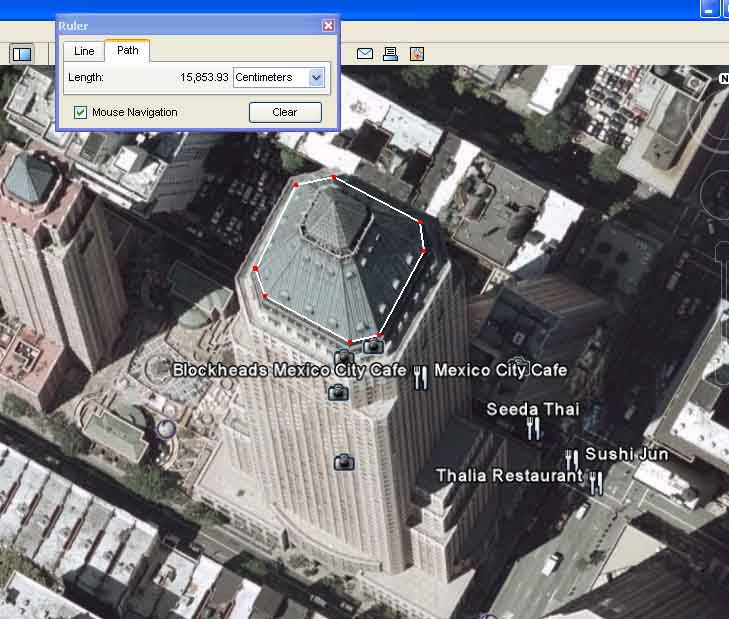 Ruler
Line
Path
Length:
15,853.93
Centimeters
Mouse Navigation
Clear
N
Blockheads Mexico City Cafe
Mexico City Cafe
Seeda Thai
Sushi Jun
Thalia Restaurant